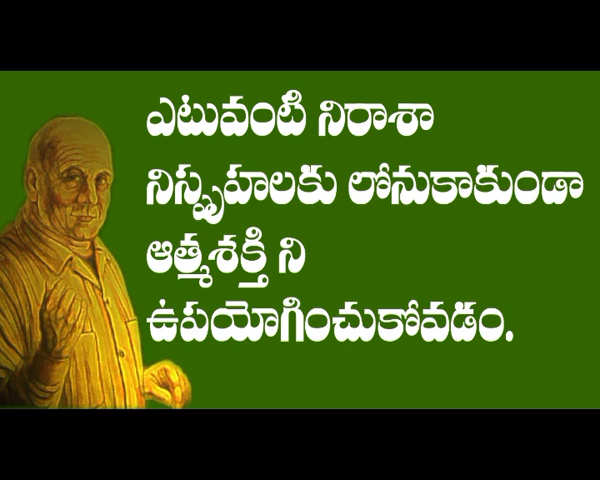 ఎటువంటి నిరాశా
నిస్పృహలకు లోనుకాకుండా
ఆత్మశక్తి ని
ఉపయోగించుకోవడం.